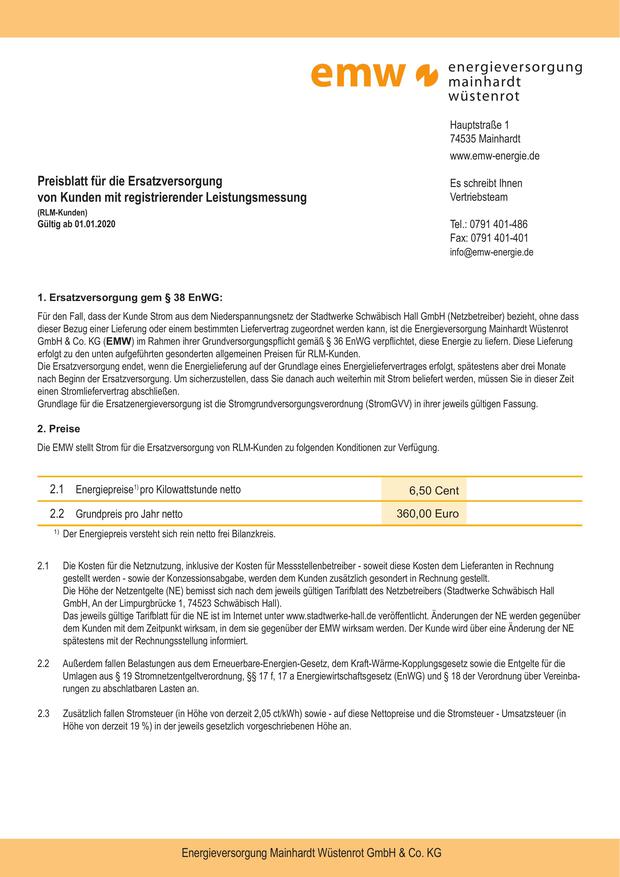 emw
energieversorgung
mainhardt
wüstenrot
Hauptstraße 1
74535 Mainhardt
www.emw-energie.de
Preisblatt für die Ersatzversorgung
von Kunden mit registrierender Leistungsmessung
(RLM-Kunden)
Gültig ab 01.01.2020
Es schreibt Ihnen
Vertriebsteam
Tel.: 0791 401-486
Fax: 0791 401-401
info@emw-energie.de
1. Ersatzversorgung gem § 38 EnWG:
Für den Fall, dass der Kunde Strom aus dem Niederspannungsnetz der Stadtwerke Schwäbisch Hall GmbH (Netzbetreiber) bezieht, ohne dass
dieser Bezug einer Lieferung oder einem bestimmten Liefervertrag zugeordnet werden kann, ist die Energieversorgung Mainhardt Wüstenrot
GmbH & Co. KG (EMW) im Rahmen ihrer Grundversorgungspflicht gemäß § 36 EnWG verpflichtet, diese Energie zu liefern. Diese Lieferung
erfolgt zu den unten aufgeführten gesonderten allgemeinen Preisen für RLM-Kunden.
Die Ersatzversorgung endet, wenn die Energielieferung auf der Grundlage eines Energieliefervertrages erfolgt, spätestens aber drei Monate
nach Beginn der Ersatzversorgung. Um sicherzustellen, dass Sie danach auch weiterhin mit Strom beliefert werden, müssen Sie in dieser Zeit
einen Stromliefervertrag abschließen.
Grundlage für die Ersatzenergieversorgung ist die Stromgrundversorgungsverordnung (StromGVV) in ihrer jeweils gültigen Fassung.
2. Preise
Die EMW stellt Strom für die Ersatzversorgung von RLM-Kunden zu folgenden Konditionen zur Verfügung.
2.1 Energiepreise1) pro Kilowattstunde netto 6,50 Cent
2.2 Grundpreis pro Jahr netto 360,00 Euro
1) Der Energiepreis versteht sich rein netto frei Bilanzkreis.
2.1 Die Kosten für die Netznutzung, inklusive der Kosten für Messstellenbetreiber - soweit diese Kosten dem Lieferanten in Rechnung
gestellt werden - sowie der Konzessionsabgabe, werden dem Kunden zusätzlich gesondert in Rechnung gestellt.
Die Höhe der Netzentgelte (NE) bemisst sich nach dem jeweils gültigen Tarifblatt des Netzbetreibers (Stadtwerke Schwäbisch Hall
GmbH, An der Limpurgbrücke 1, 74523 Schwäbisch Hall).
Das jeweils gültige Tarifblatt für die NE ist im Internet unter www.stadtwerke-hall.de veröffentlicht. Änderungen der NE werden gegenüber
dem Kunden mit dem Zeitpunkt wirksam, in dem sie gegenüber der EMW wirksam werden. Der Kunde wird über eine Änderung der NE
spätestens mit der Rechnungsstellung informiert.
2.2 Außerdem fallen Belastungen aus dem Erneuerbare-Energien-Gesetz, dem Kraft-Wärme-Kopplungsgesetz sowie die Entgelte für die
Umlagen aus § 19 Stromnetzentgeltverordnung, §§ 17 f, 17 a Energiewirtschaftsgesetz (EnWG) und § 18 der Verordnung über Vereinba-
rungen zu abschlatbaren Lasten an.
2.3 Zusätzlich fallen Stromsteuer (in Höhe von derzeit 2,05 ct/kWh) sowie - auf diese Nettopreise und die Stromsteuer - Umsatzsteuer (in
Höhe von derzeit 19 %) in der jeweils gesetzlich vorgeschriebenen Höhe an.
Energieversorgung Mainhardt Wüstenrot GmbH & Co. KG